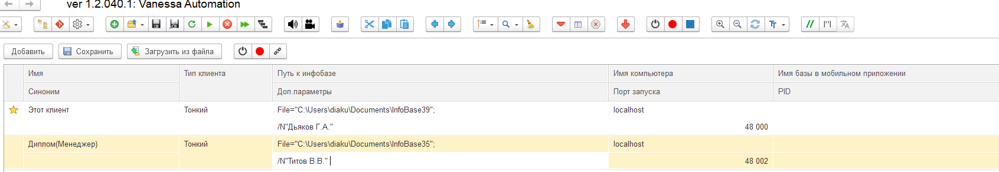 ver 1.2.040.1: Vanessa Automation
Добавить Сохранить Загрузить из файла
Имя Тип клиента Путь к инфобазе Имя компьютера Имя базы в мобильном приложении
Синоним Доп.параметры Порт запуска PID
Этот клиент Тонкий File="C:\Users\diaku\Documents\InfoBase39"; localhost
/N"Дьяков Г.А." 48 000
Диплом(Менеджер) Тонкий File="C:\Users\diaku\Documents\InfoBase35"; localhost
/N"Титов В.В." 48 002